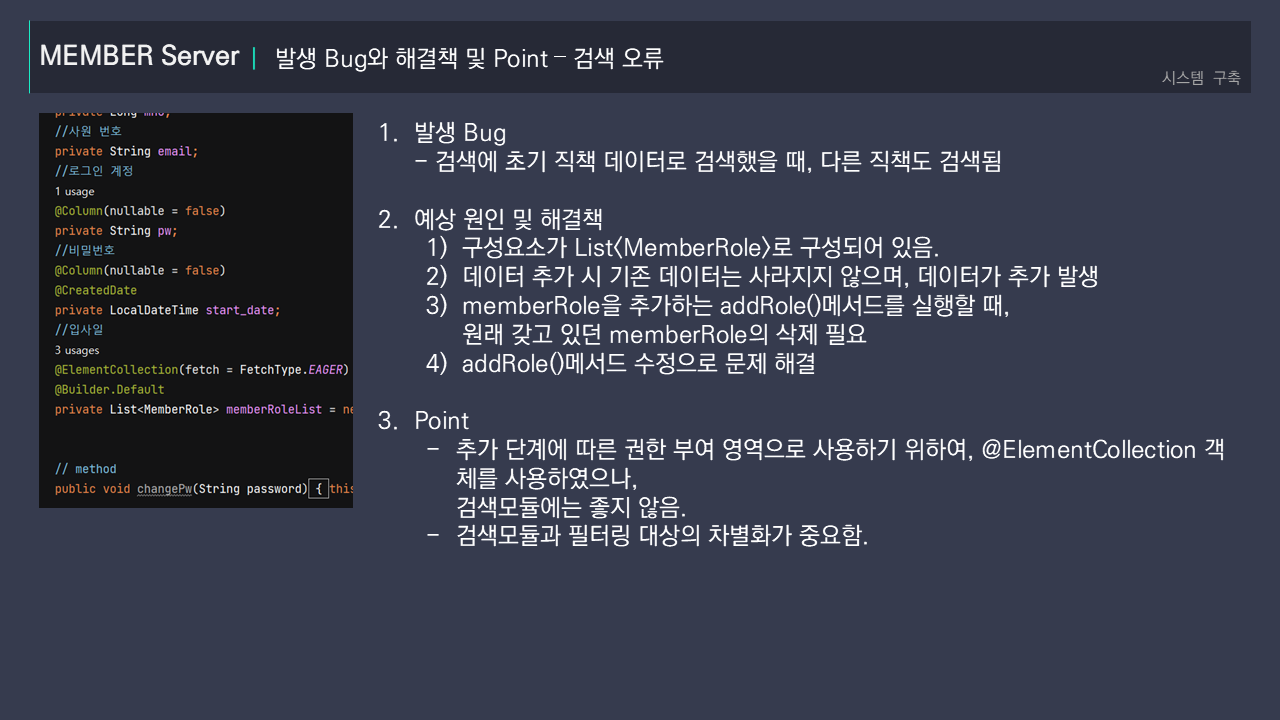 MEMBER Server | 발생 Bug와 해결책 및 Point – 검색 오류
시스템 구축
private Long mno;
//사원 번호
private String email;
//로그인 계정
1 usage
@Column(nullable = false)
private String pw;
//비밀번호
@Column(nullable = false)
@CreatedDate
private LocalDateTime start_date;
//입사일
3 usages
@ElementCollection(fetch = FetchType.EAGER)
@Builder.Default
private List<MemberRole> memberRoleList = ne
// method
public void changePw(String password) { this
1. 발생 Bug
- 검색에 초기 직책 데이터로 검색했을 때, 다른 직책도 검색됨
2. 예상 원인 및 해결책
1) 구성요소가 List<MemberRole>로 구성되어 있음.
2) 데이터 추가 시 기존 데이터는 사라지지 않으며, 데이터가 추가 발생
3) memberRole을 추가하는 addRole()메서드를 실행할 때,
원래 갖고 있던 memberRole의 삭제 필요
4) addRole()메서드 수정으로 문제 해결
3. Point
- 추가 단계에 따른 권한 부여 영역으로 사용하기 위하여, @ElementCollection 객
체를 사용하였으나,
검색모듈에는 좋지 않음.
- 검색모듈과 필터링 대상의 차별화가 중요함.